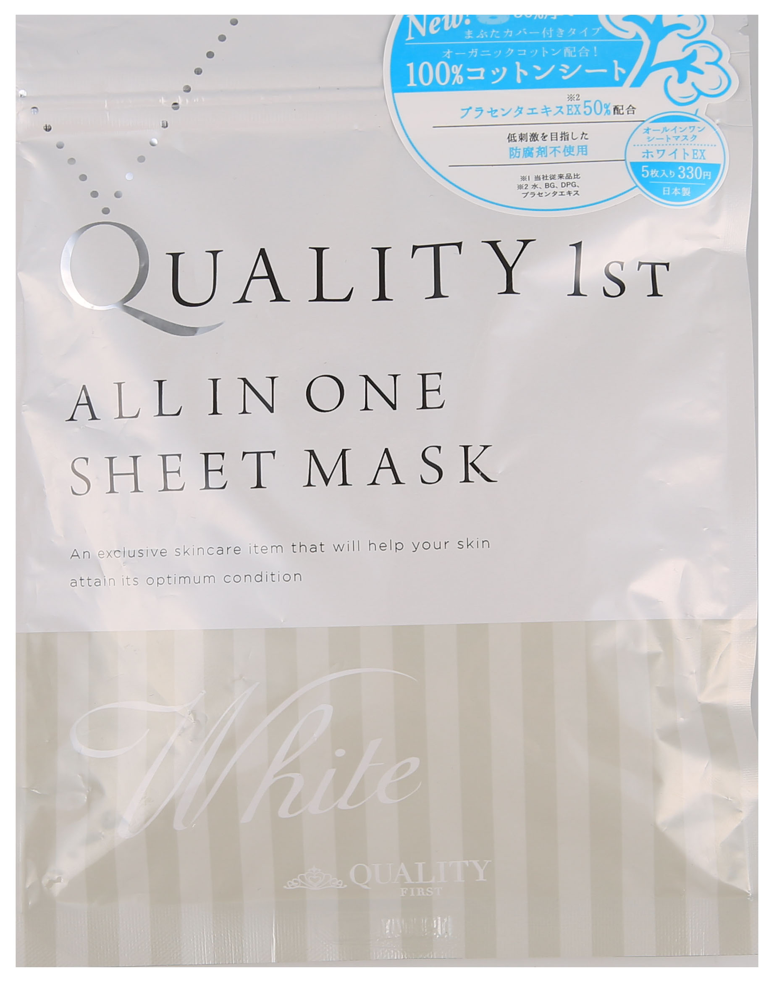 New!
まぶたカバー付きタイプ
オーガニックコットン配合!
100%コットンシート
※2
プラセンタエキスEX50%配合
低刺激を目指した
防腐剤不使用
※1 当社従来品比
※2 水、BG、DPG、
プラセンタエキス
オールインワン
シートマスク
ホワイトEX
5枚入り330円
日本製
QUALITY 1ST
ALL IN ONE
SHEET MASK
An exclusive skincare item that will help your skin
attain its optimum condition
White
QUALITY
FIRST